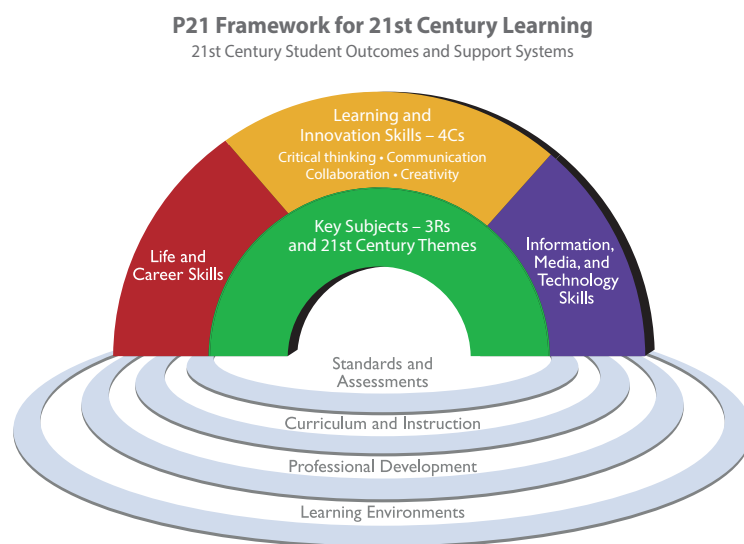 P21 Framework for 21st Century Learning
21st Century Student Outcomes and Support Systems
Learning and
Innovation Skills – 4Cs
Critical thinking • Communication
Collaboration • Creativity
Key Subjects – 3Rs
and 21st Century Themes
Life and
Career Skills
Information,
Media, and
Technology
Skills
Standards and
Assessments
Curriculum and Instruction
Professional Development
Learning Environments